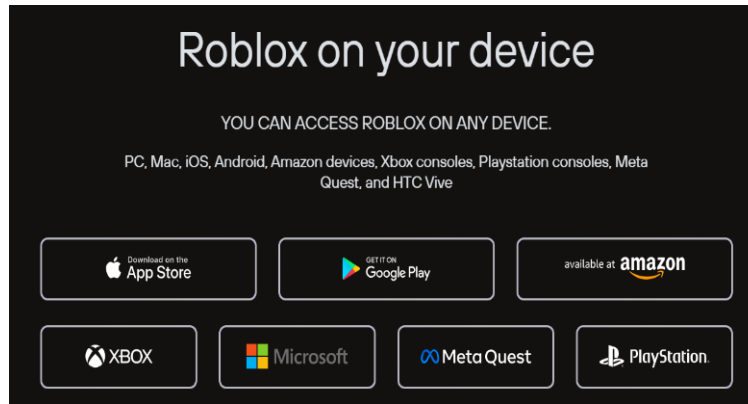 Roblox on your device
YOU CAN ACCESS ROBLOX ON ANY DEVICE.
PC, Mac, iOS, Android, Amazon devices, Xbox consoles, Playstation consoles, Meta
Quest, and HTC Vive
Download on the
App Store
GET IT ON
Google Play
available at amazon
XBOX
Microsoft
Meta Quest
PlayStation.